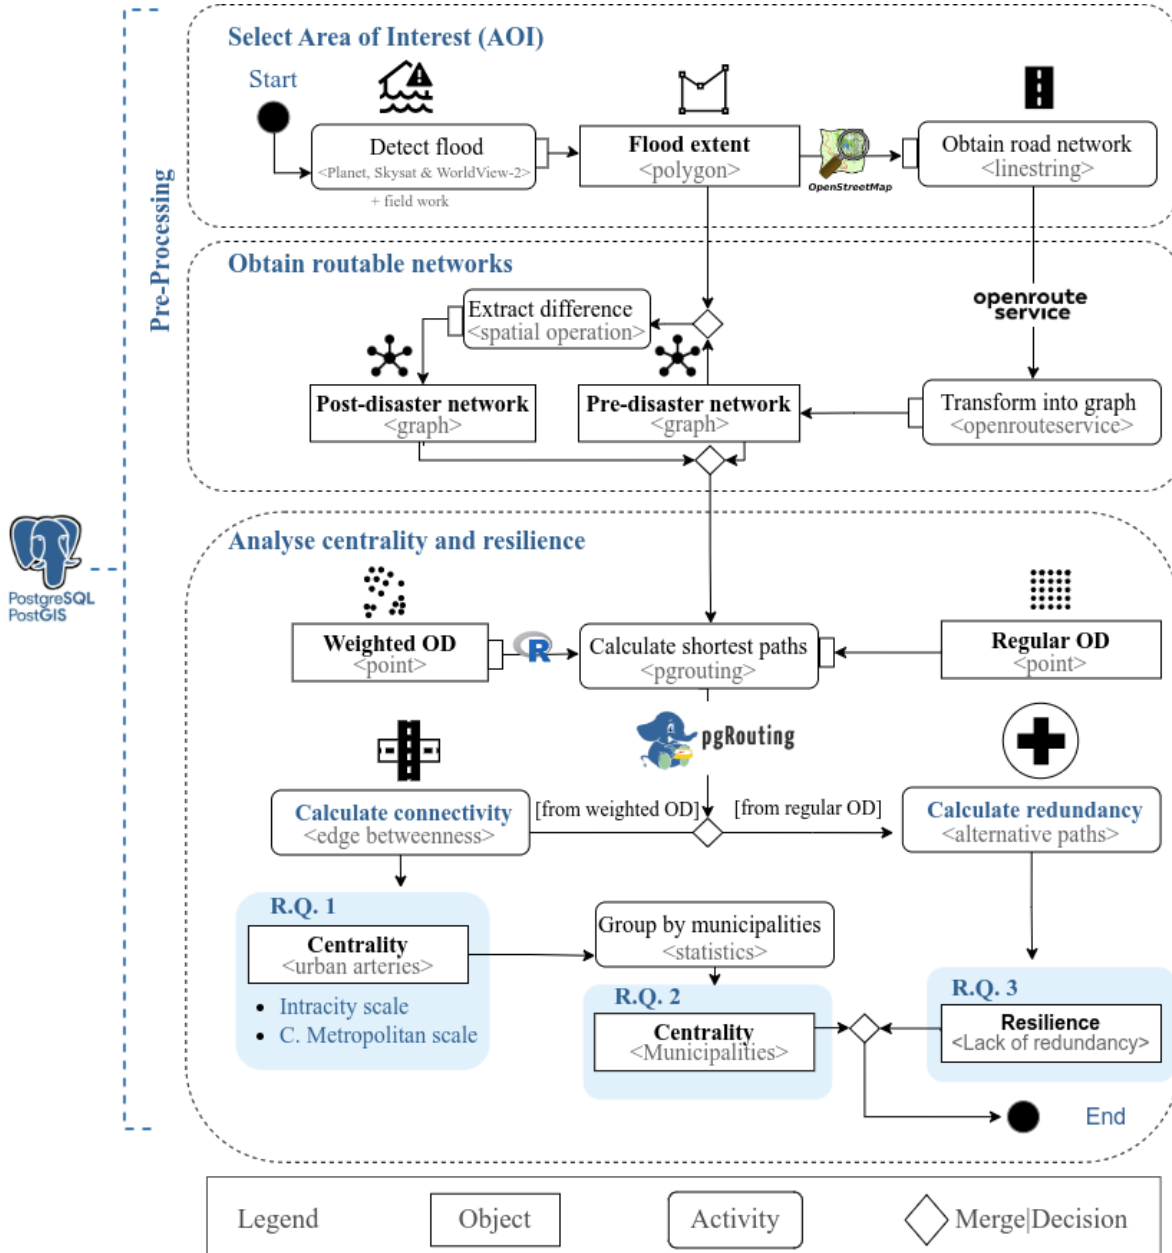 Select Area of Interest (AOI)
Start
Detect flood
<Planet, Skysat & WorldView-2>
+ field work
Flood extent
<polygon>
OpenStreetMap
Obtain road network
<linestring>
Pre-Processing
Obtain routable networks
Extract difference
<spatial operation>
openroute
service
Post-disaster network
<graph>
Pre-disaster network
<graph>
Transform into graph
<openrouteservice>
PostgreSQL
PostGIS
Analyse centrality and resilience
Weighted OD
<point>
R
Calculate shortest paths
<pgrouting>
Regular OD
<point>
pgRouting
Calculate connectivity
<edge betweenness>
[from weighted OD]
[from regular OD]
Calculate redundancy
<alternative paths>
R.Q. 1
Centrality
<urban arteries>
• Intracity scale
• C. Metropolitan scale
Group by municipalities
<statistics>
R.Q. 2
Centrality
<Municipalities>
R.Q. 3
Resilience
<Lack of redundancy>
End
Legend
Object
Activity
Merge|Decision